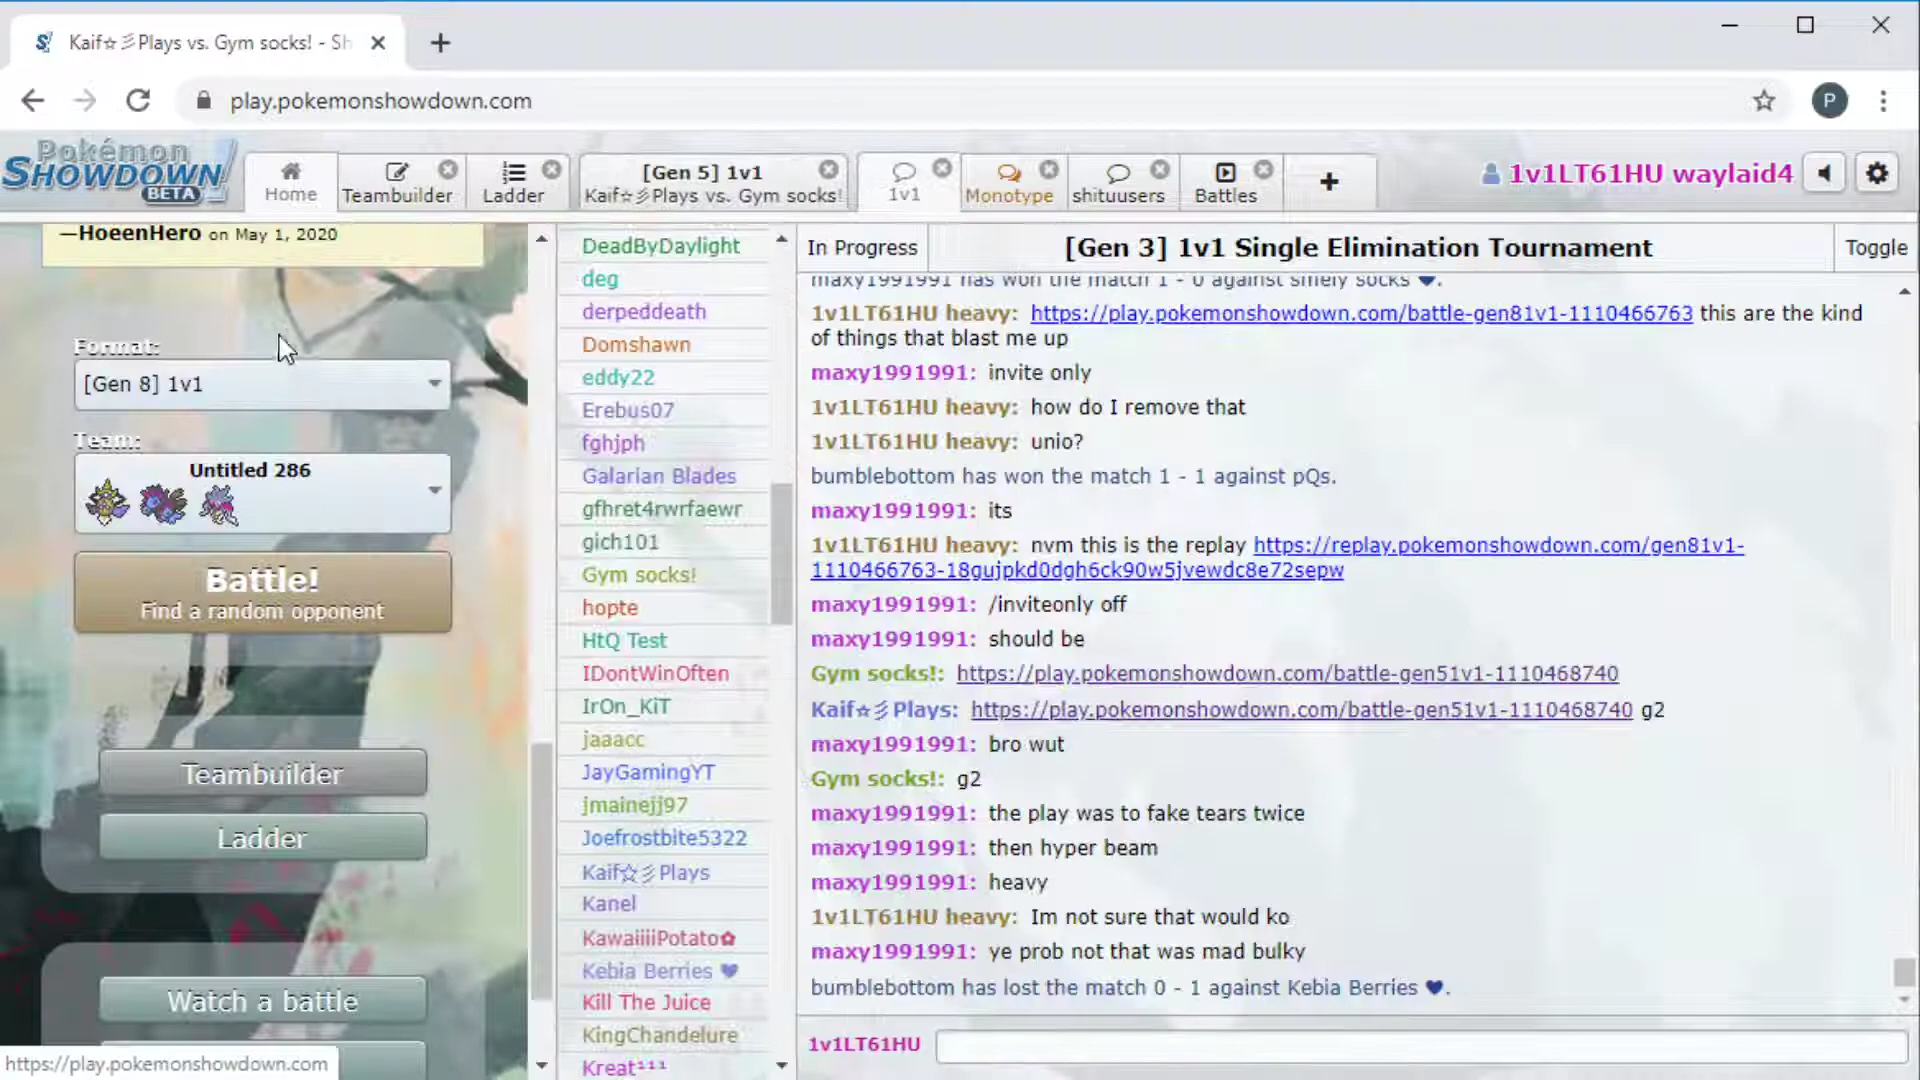 Kaif☆彡Plays vs. Gym socks! - Sh
play.pokemonshowdown.com
P
Pokémon
SHOWDOWN!
BETA
Home
Teambuilder
Ladder
[Gen 5] 1v1
Kaif☆彡Plays vs. Gym socks!
1v1
Monotype
shituusers
Battles
1v1LT61HU waylaid4
—HoeenHero on May 1, 2020
Format:
[Gen 8] 1v1
Team:
Untitled 286
Battle!
Find a random opponent
Teambuilder
Ladder
Watch a battle
https://play.pokemonshowdown.com
DeadByDaylight
deg
derpeddeath
Domshawn
eddy22
Erebus07
fghjph
Galarian Blades
gfhret4rwrfaewr
gich101
Gym socks!
hopte
HtQ Test
IDontWinOften
IrOn_KiT
jaaacc
JayGamingYT
jmainejj97
Joefrostbite5322
Kaif☆彡Plays
Kanel
KawaiiiiPotato✿
Kebia Berries ♥
Kill The Juice
KingChandelure
Kreat¹¹¹
In Progress
[Gen 3] 1v1 Single Elimination Tournament
Toggle
maxy1991991 has won the match 1 - 0 against smely socks ♥.
1v1LT61HU heavy: https://play.pokemonshowdown.com/battle-gen81v1-1110466763 this are the kind
of things that blast me up
maxy1991991: invite only
1v1LT61HU heavy: how do I remove that
1v1LT61HU heavy: unio?
bumblebottom has won the match 1 - 1 against pQs.
maxy1991991: its
1v1LT61HU heavy: nvm this is the replay https://replay.pokemonshowdown.com/gen81v1-
1110466763-18gujpkd0dgh6ck90w5jvewdc8e72sepw
maxy1991991: /inviteonly off
maxy1991991: should be
Gym socks!: https://play.pokemonshowdown.com/battle-gen51v1-1110468740
Kaif☆彡Plays: https://play.pokemonshowdown.com/battle-gen51v1-1110468740 g2
maxy1991991: bro wut
Gym socks!: g2
maxy1991991: the play was to fake tears twice
maxy1991991: then hyper beam
maxy1991991: heavy
1v1LT61HU heavy: Im not sure that would ko
maxy1991991: ye prob not that was mad bulky
bumblebottom has lost the match 0 - 1 against Kebia Berries ♥.
1v1LT61HU